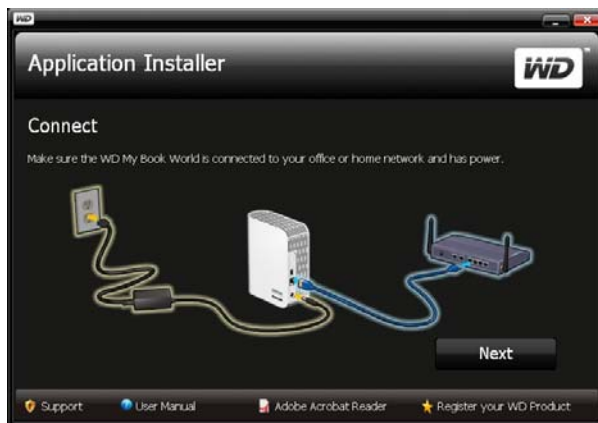 WD
Application Installer
WD
Connect
Make sure the WD My Book World is connected to your office or home network and has power.
Next
Support
User Manual
Adobe Acrobat Reader
Register your WD Product